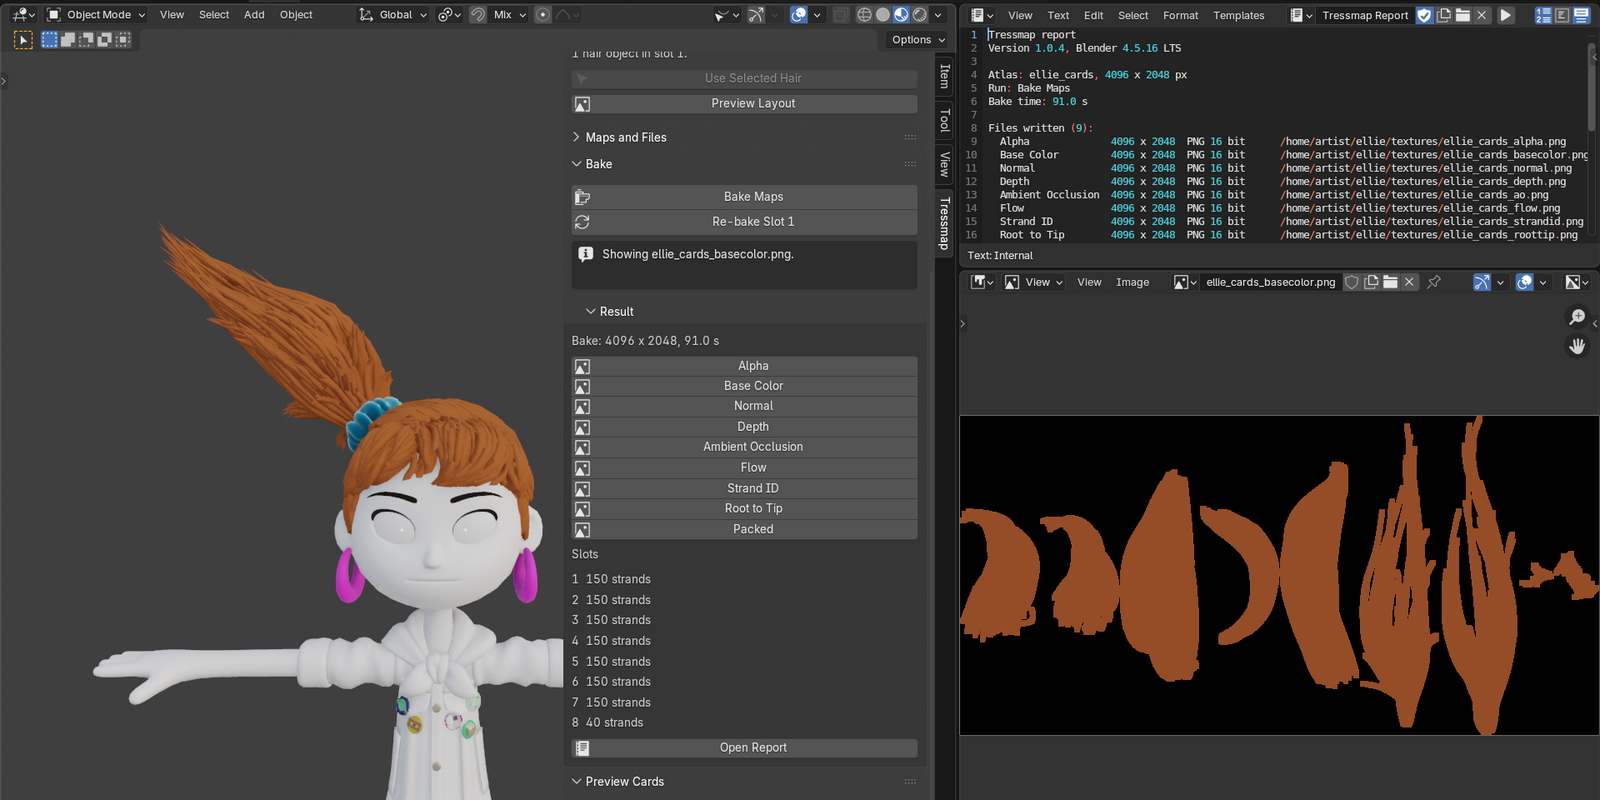 Object Mode View Select Add Object Global Mix
Options
1 hair object in slot 1.
Use Selected Hair
Preview Layout
Maps and Files
Bake
Bake Maps
Re-bake Slot 1
Showing ellie_cards_basecolor.png.
Result
Bake: 4096 x 2048, 91.0 s
Alpha
Base Color
Normal
Depth
Ambient Occlusion
Flow
Strand ID
Root to Tip
Packed
Slots
1 150 strands
2 150 strands
3 150 strands
4 150 strands
5 150 strands
6 150 strands
7 150 strands
8 40 strands
Open Report
Preview Cards
Item
Tool
View
Tressmap
View Text Edit Select Format Templates Tressmap Report
1 Tressmap report
2 Version 1.0.4, Blender 4.5.16 LTS
3
4 Atlas: ellie_cards, 4096 x 2048 px
5 Run: Bake Maps
6 Bake time: 91.0 s
7
8 Files written (9):
9 Alpha 4096 x 2048 PNG 16 bit /home/artist/ellie/textures/ellie_cards_alpha.png
10 Base Color 4096 x 2048 PNG 16 bit /home/artist/ellie/textures/ellie_cards_basecolor.png
11 Normal 4096 x 2048 PNG 16 bit /home/artist/ellie/textures/ellie_cards_normal.png
12 Depth 4096 x 2048 PNG 16 bit /home/artist/ellie/textures/ellie_cards_depth.png
13 Ambient Occlusion 4096 x 2048 PNG 16 bit /home/artist/ellie/textures/ellie_cards_ao.png
14 Flow 4096 x 2048 PNG 16 bit /home/artist/ellie/textures/ellie_cards_flow.png
15 Strand ID 4096 x 2048 PNG 16 bit /home/artist/ellie/textures/ellie_cards_strandid.png
16 Root to Tip 4096 x 2048 PNG 16 bit /home/artist/ellie/textures/ellie_cards_roottip.png
Text: Internal
View View Image ellie_cards_basecolor.png